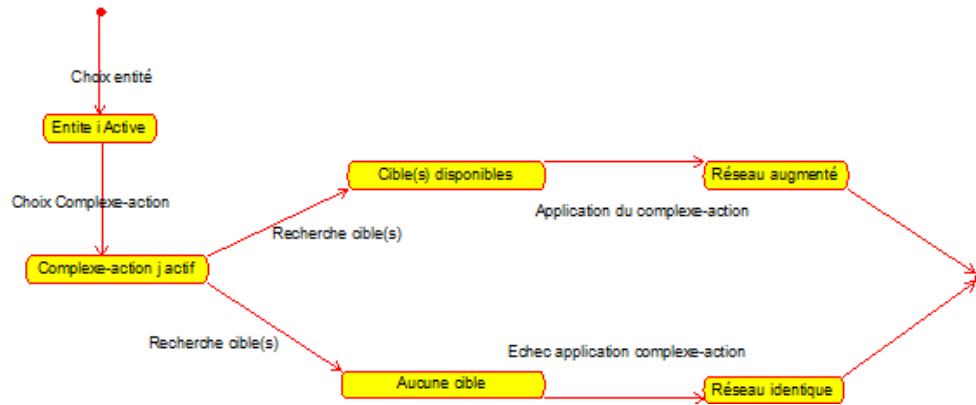 Choix entité
Entite i Active
Choix Complexe-action
Complexe-action j actif
Recherche cible(s)
Cible(s) disponibles
Application du complexe-action
Réseau augmenté
Recherche cible(s)
Aucune cible
Echec application complexe-action
Réseau identique